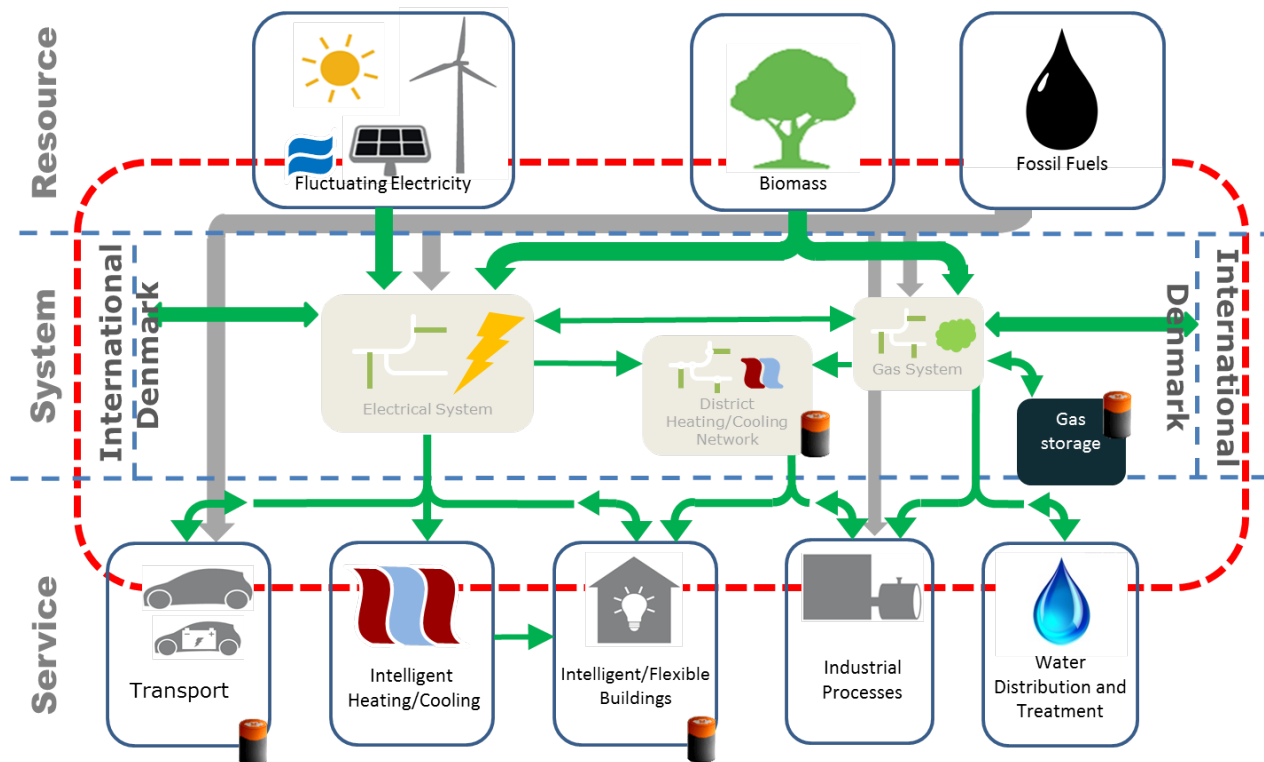 Resource
Fluctuating Electricity
Biomass
Fossil Fuels
System
International
Denmark
Electrical System
District
Heating/Cooling
Network
Gas System
Gas
storage
Denmark
International
Service
Transport
Intelligent
Heating/Cooling
Intelligent/Flexible
Buildings
Industrial
Processes
Water
Distribution and
Treatment